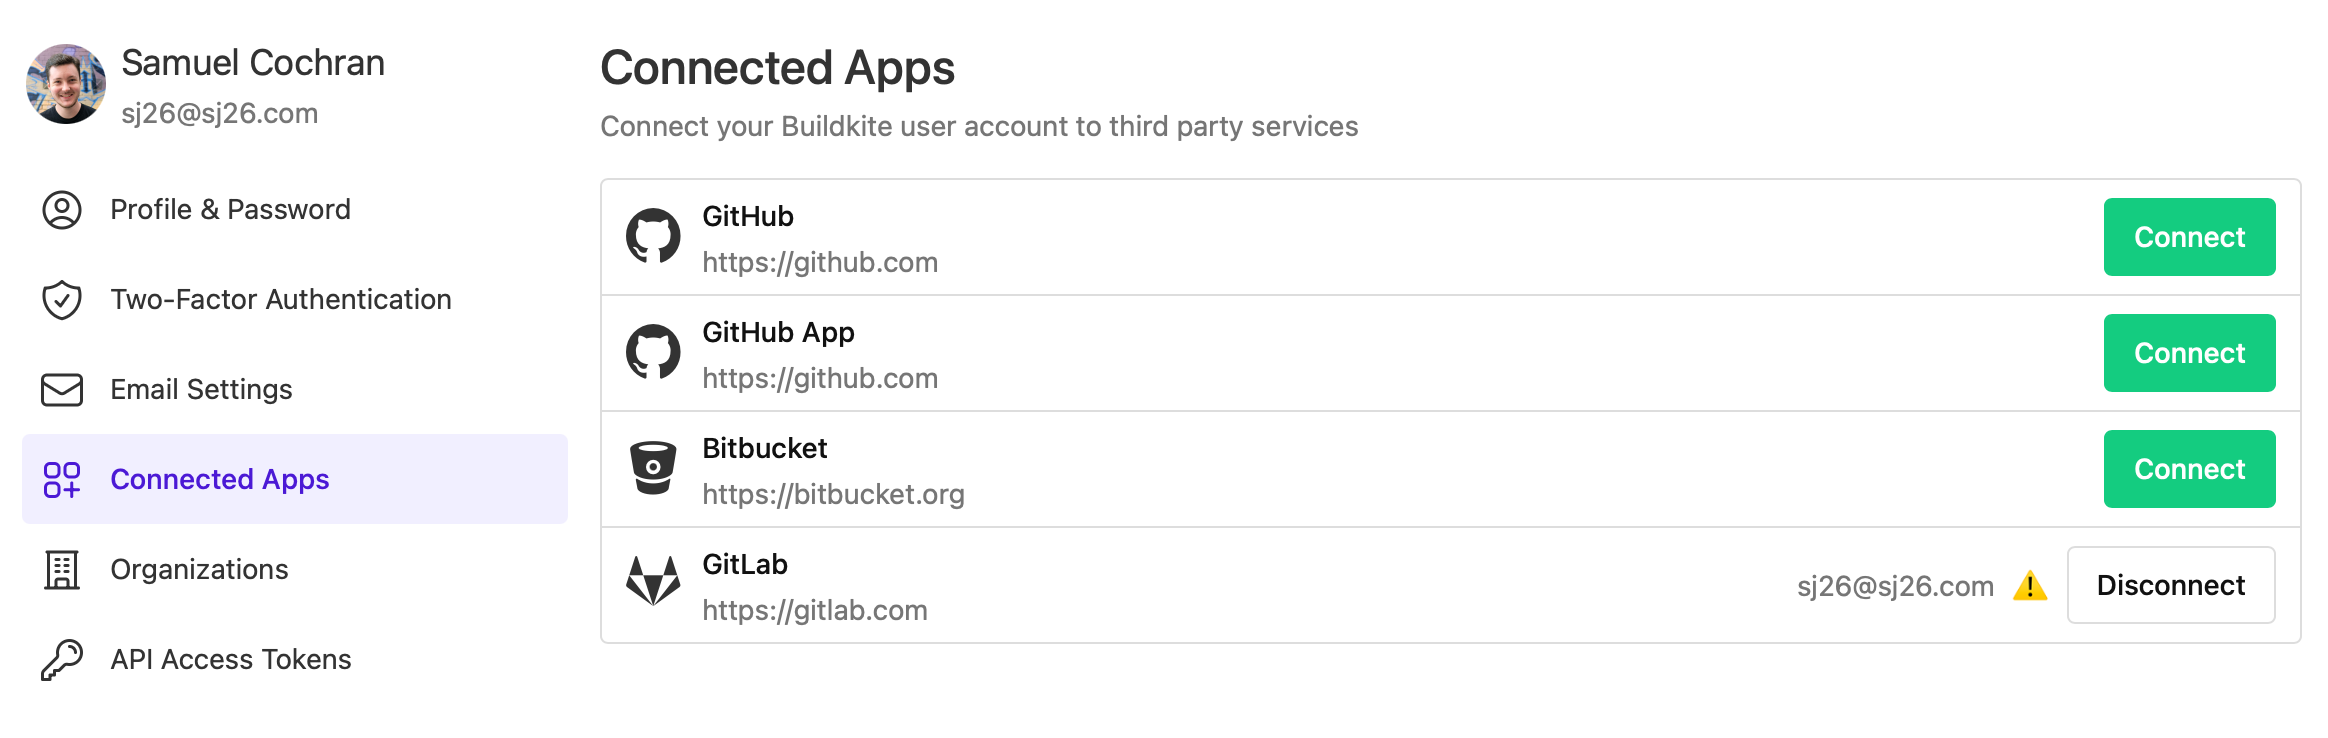 Samuel Cochran
sj26@sj26.com
Profile & Password
Two-Factor Authentication
Email Settings
Connected Apps
Organizations
API Access Tokens
Connected Apps
Connect your Buildkite user account to third party services
GitHub
https://github.com
Connect
GitHub App
https://github.com
Connect
Bitbucket
https://bitbucket.org
Connect
GitLab
https://gitlab.com
sj26@sj26.com
Disconnect